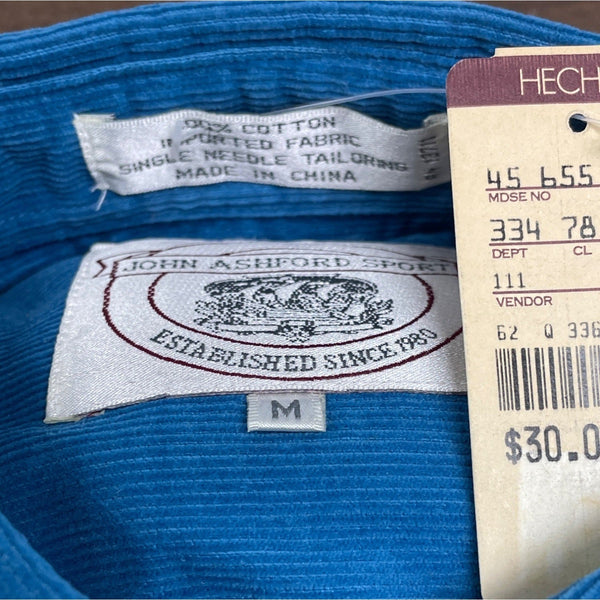 100% COTTON
IMPORTED FABRIC
SINGLE NEEDLE TAILORING
MADE IN CHINA
JOHN ASHFORD SPORT
ESTABLISHED SINCE 1980
M
HECH
45 655
MDSE NO
334 78
DEPT CL
111
VENDOR
62 Q 336
$30.0